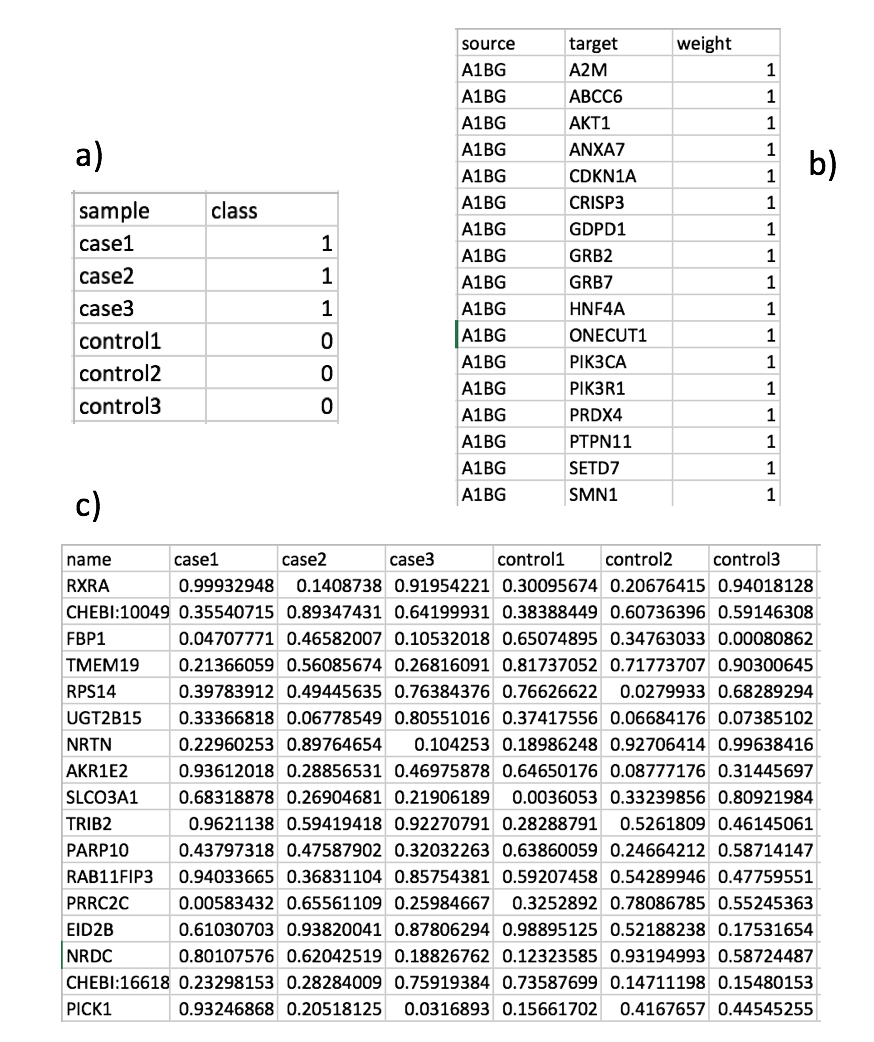 a)
sample class
case1 1
case2 1
case3 1
control1 0
control2 0
control3 0
b)
source target weight
A1BG A2M 1
A1BG ABCC6 1
A1BG AKT1 1
A1BG ANXA7 1
A1BG CDKN1A 1
A1BG CRISP3 1
A1BG GDPD1 1
A1BG GRB2 1
A1BG GRB7 1
A1BG HNF4A 1
A1BG ONECUT1 1
A1BG PIK3CA 1
A1BG PIK3R1 1
A1BG PRDX4 1
A1BG PTPN11 1
A1BG SETD7 1
A1BG SMN1 1
c)
name case1 case2 case3 control1 control2 control3
RXRA 0.99932948 0.1408738 0.91954221 0.30095674 0.20676415 0.94018128
CHEBI:10049 0.35540715 0.89347431 0.64199931 0.38388449 0.60736396 0.59146308
FBP1 0.04707771 0.46582007 0.10532018 0.65074895 0.34763033 0.00080862
TMEM19 0.21366059 0.56085674 0.26816091 0.81737052 0.71773707 0.90300645
RPS14 0.39783912 0.49445635 0.76384376 0.76626622 0.0279933 0.68289294
UGT2B15 0.33366818 0.06778549 0.80551016 0.37417556 0.06684176 0.07385102
NRTN 0.22960253 0.89764654 0.104253 0.18986248 0.92706414 0.99638416
AKR1E2 0.93612018 0.28856531 0.46975878 0.64650176 0.08777176 0.31445697
SLCO3A1 0.68318878 0.26904681 0.21906189 0.0036053 0.33239856 0.80921984
TRIB2 0.9621138 0.59419418 0.92270791 0.28288791 0.5261809 0.46145061
PARP10 0.43797318 0.47587902 0.32032263 0.63860059 0.24664212 0.58714147
RAB11FIP3 0.94033665 0.36831104 0.85754381 0.59207458 0.54289946 0.47759551
PRRC2C 0.00583432 0.65561109 0.25984667 0.3252892 0.78086785 0.55245363
EID2B 0.61030703 0.93820041 0.87806294 0.98895125 0.52188238 0.17531654
NRDC 0.80107576 0.62042519 0.18826762 0.12323585 0.93194993 0.58724487
CHEBI:16618 0.23298153 0.28284009 0.75919384 0.73587699 0.14711198 0.15480153
PICK1 0.93246868 0.20518125 0.0316893 0.15661702 0.4167657 0.44545255